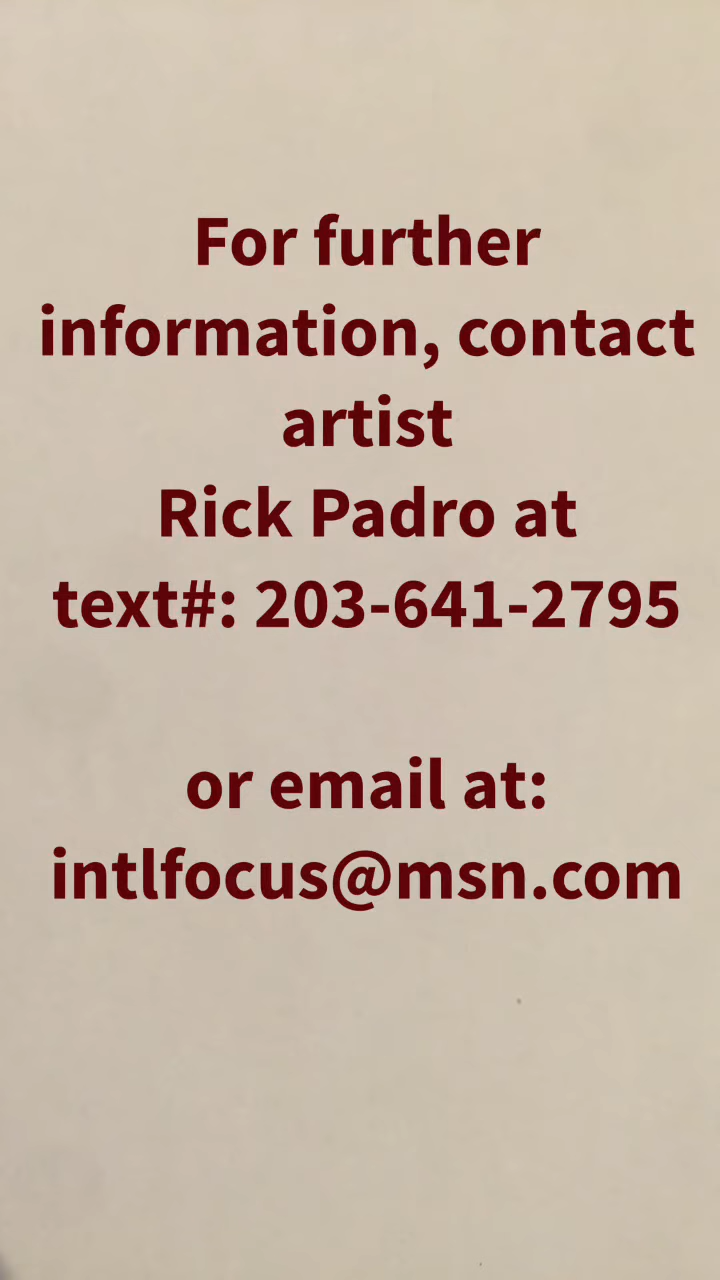 For further
information, contact
artist
Rick Padro at
text#: 203-641-2795
or email at:
intlfocus@msn.com